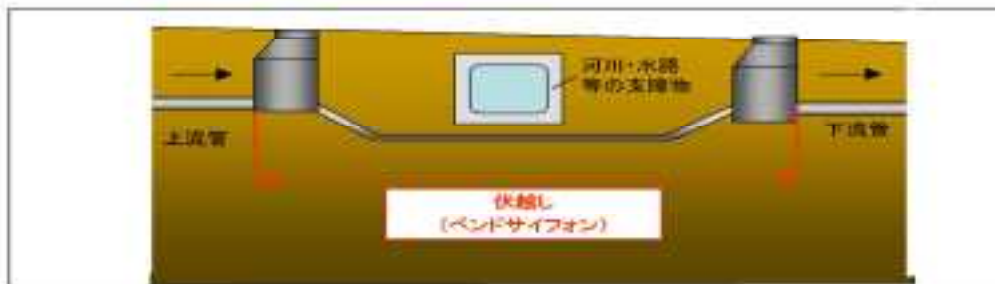 河川・水路
等の支障物
上流管
下流管
伏越し
(ベンドサイフォン)